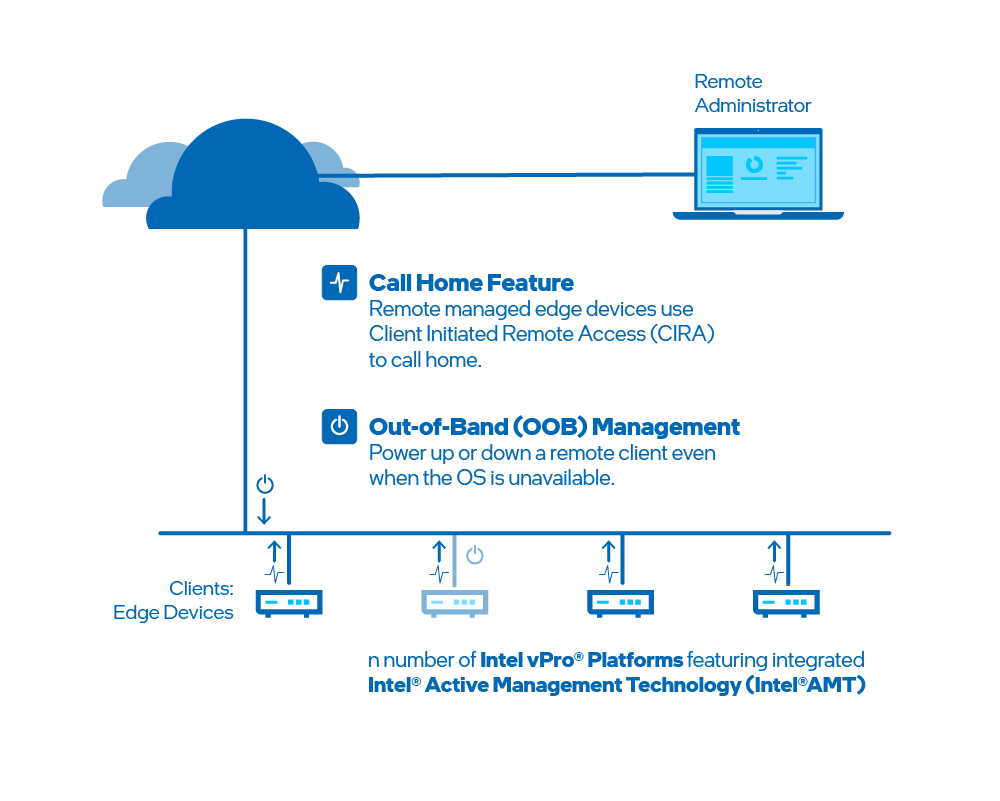 Remote
Administrator
Call Home Feature
Remote managed edge devices use
Client Initiated Remote Access (CIRA)
to call home.
Out-of-Band (OOB) Management
Power up or down a remote client even
when the OS is unavailable.
Clients:
Edge Devices
n number of Intel vPro® Platforms featuring integrated
Intel® Active Management Technology (Intel®AMT)